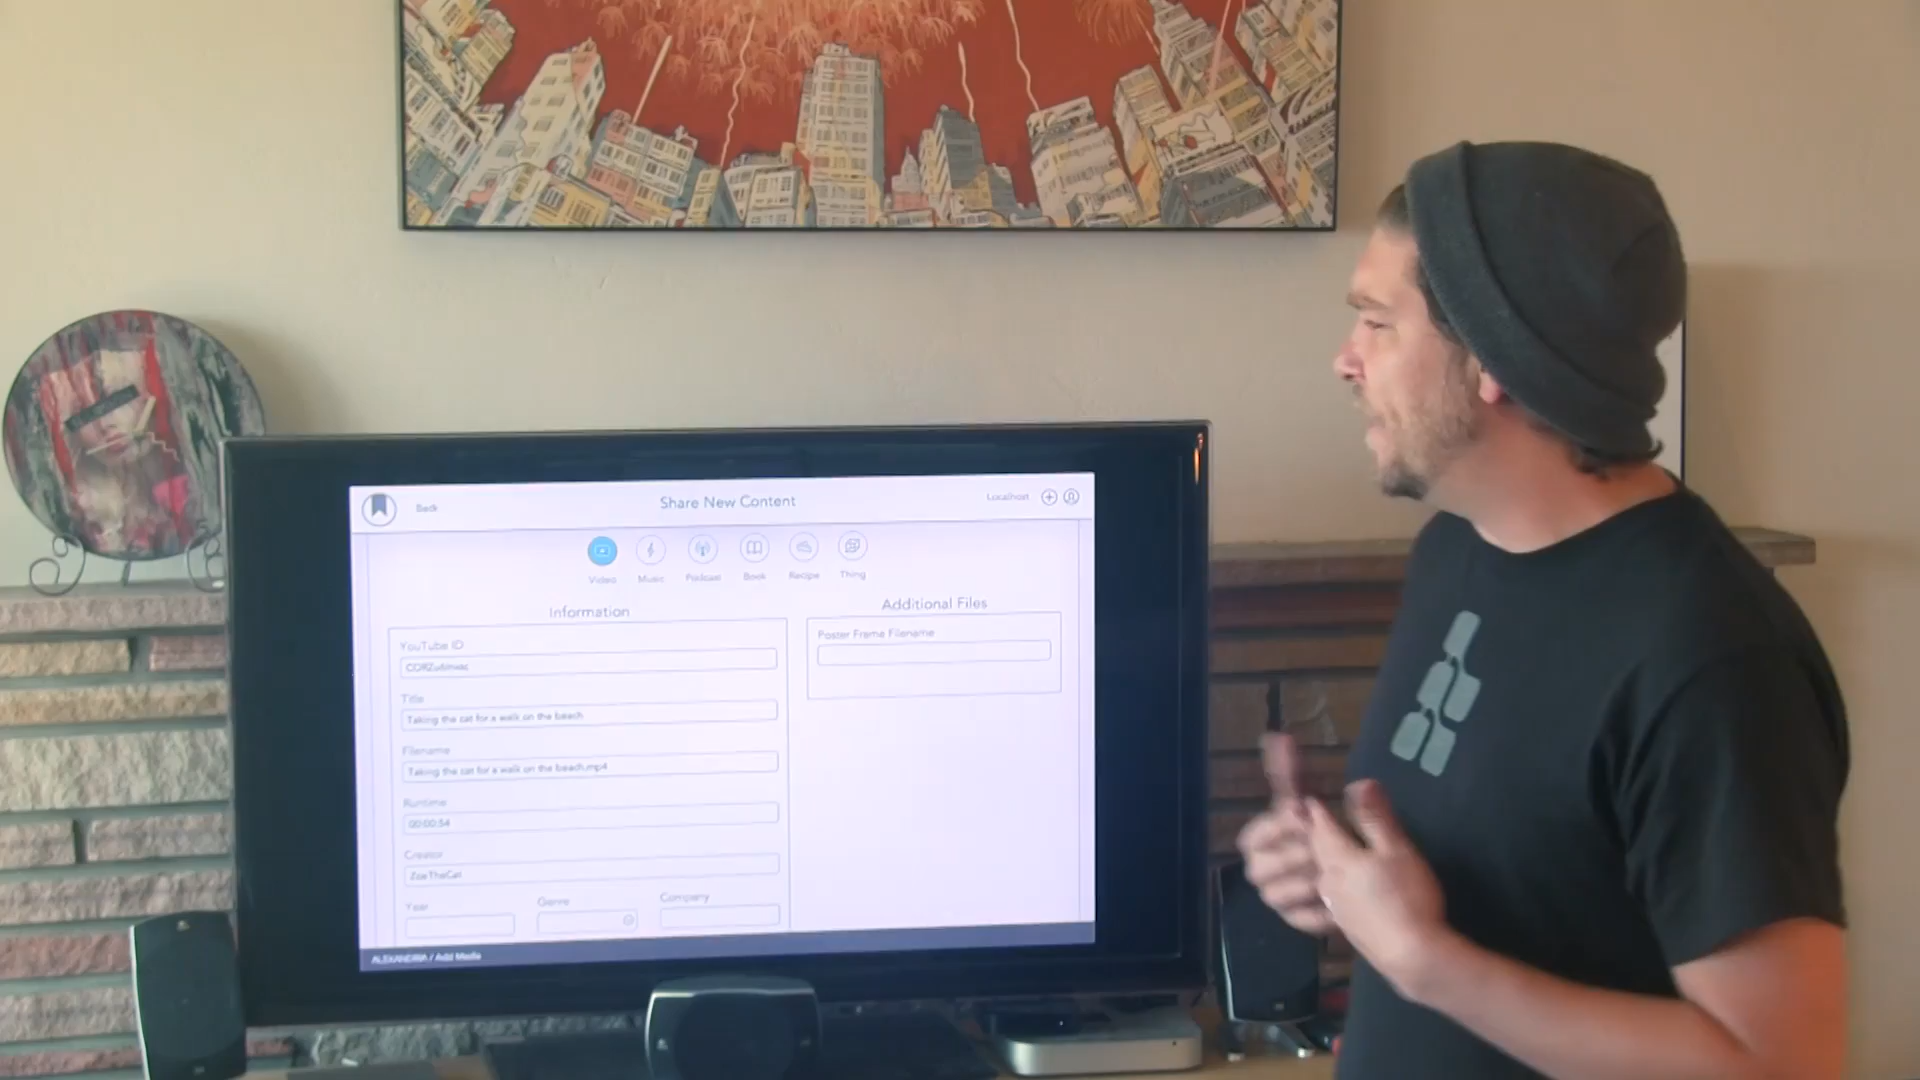 Back
Share New Content
Localhost
Video
Music
Podcast
Book
Recipe
Thing
Information
Additional Files
YouTube ID
Poster Frame Filename
Title
Taking the cat for a walk on the beach
Filename
Taking the cat for a walk on the beach.mp4
Runtime
00:00:54
Creator
ZoeTheCat
Year
Genre
Company
ALEXANDRIA / Add Media